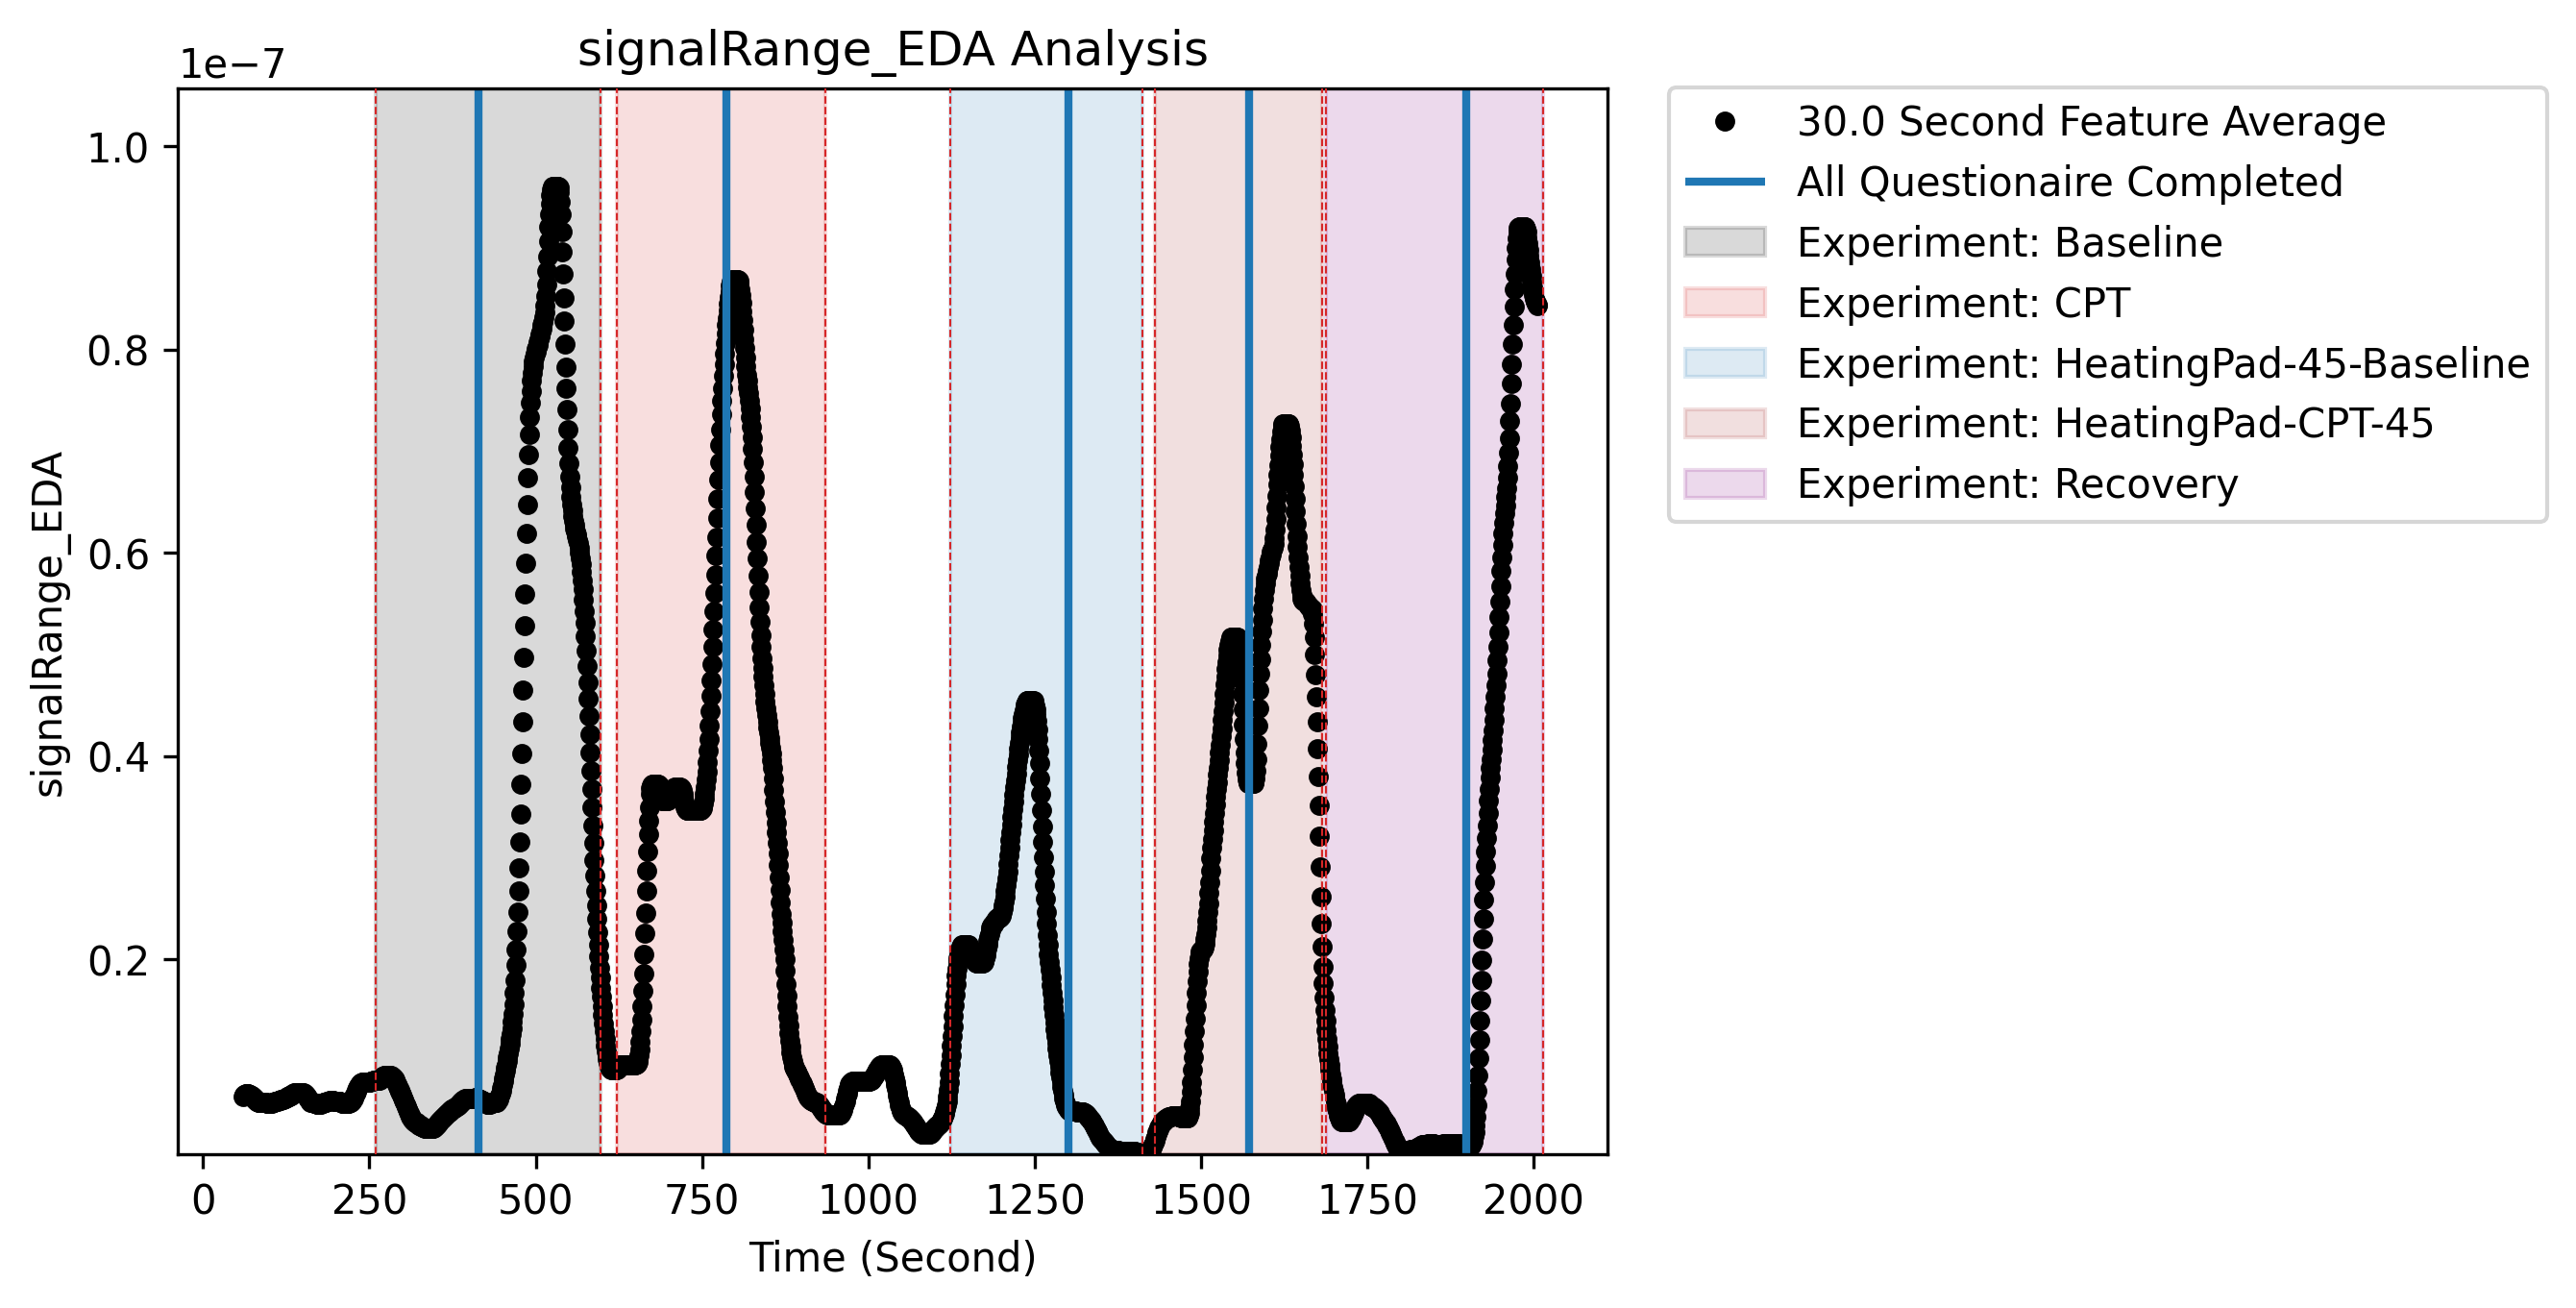 signalRange_EDA Analysis
1e−7
1.0
0.8
0.6
0.4
0.2
signalRange_EDA
0 250 500 750 1000 1250 1500 1750 2000
Time (Second)
30.0 Second Feature Average
All Questionaire Completed
Experiment: Baseline
Experiment: CPT
Experiment: HeatingPad-45-Baseline
Experiment: HeatingPad-CPT-45
Experiment: Recovery